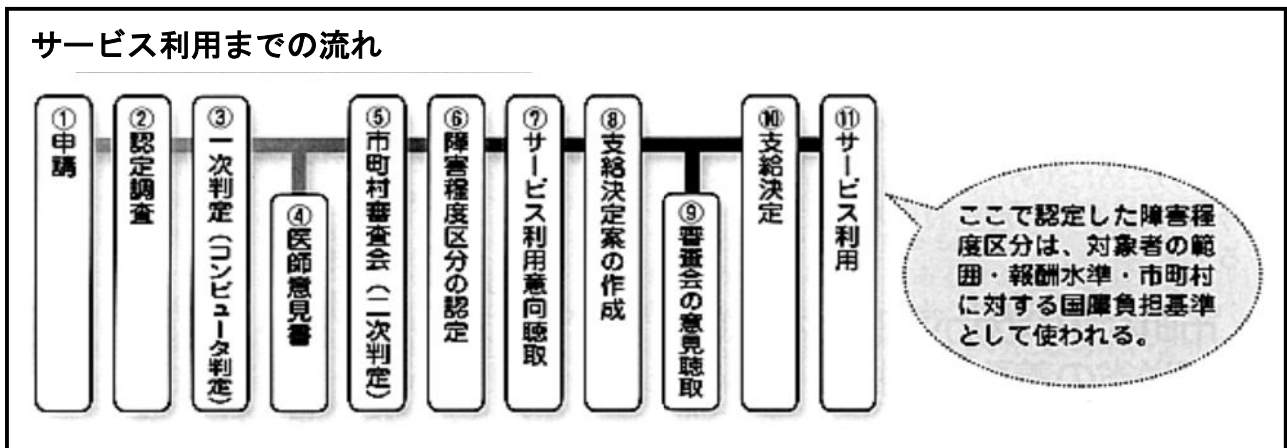 サービス利用までの流れ
①申請
②認定調査
③一次判定（コンピュータ判定）
④医師意見書
⑤市町村審査会（二次判定）
⑥障害程度区分の認定
⑦サービス利用意向聴取
⑧支給決定案の作成
⑨審査会の意見聴取
⑩支給決定
⑪サービス利用
ここで認定した障害程
度区分は、対象者の範
囲・報酬水準・市町村
に対する国庫負担基準
として使われる。